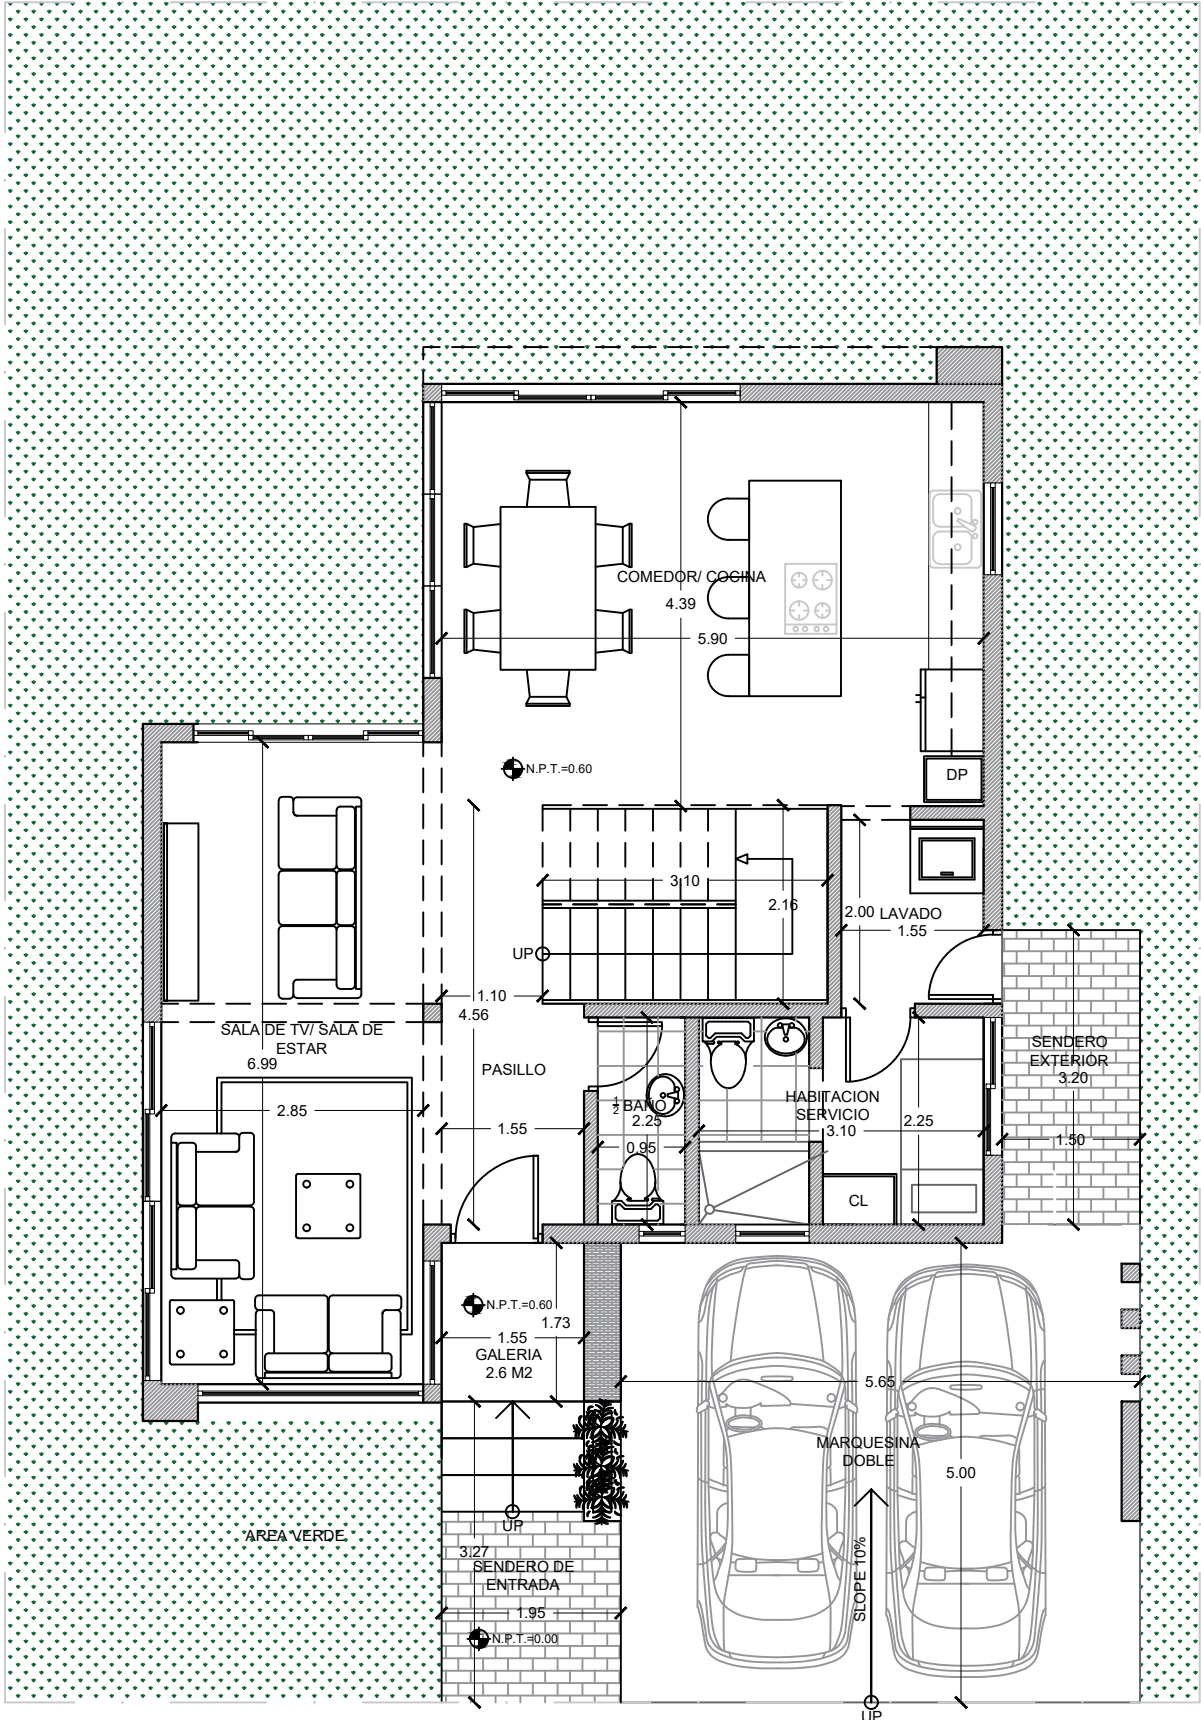 COMEDOR/ COCINA
4.39
5.90
N.P.T.=0.60
DP
3.10
2.16
2.00
LAVADO
1.55
UP
1.10
4.56
SALA DE TV/ SALA DE
ESTAR
6.99
2.85
PASILLO
1.55
½ BAÑO
2.25
0.95
HABITACION
SERVICIO
3.10
2.25
CL
SENDERO
EXTERIOR
3.20
1.50
N.P.T.=0.60
1.73
1.55
GALERIA
2.6 M2
5.65
MARQUESINA
DOBLE
5.00
SLOPE 10%
UP
UP
AREA VERDE
3.27
SENDERO DE
ENTRADA
1.95
N.P.T.=0.00